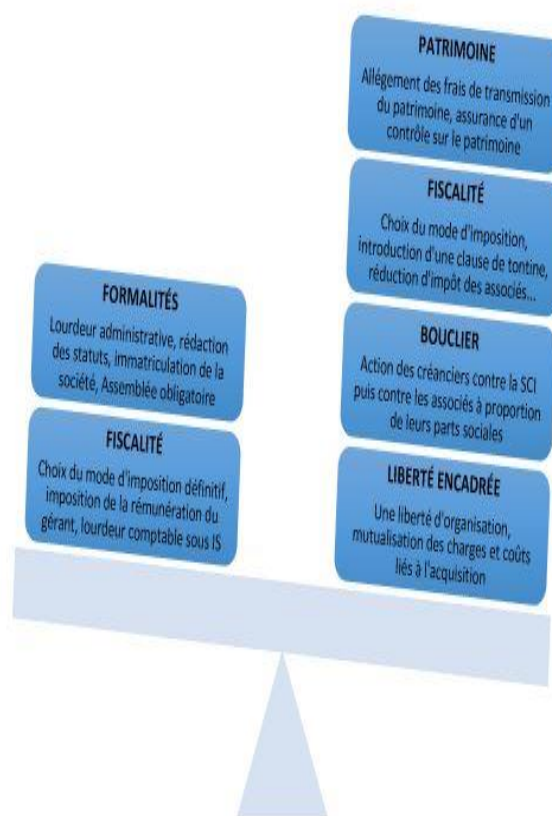 FORMALITÉS
Lourdeur administrative, rédaction
des statuts, immatriculation de la
société, Assemblée obligatoire
FISCALITÉ
Choix du mode d'imposition définitif,
imposition de la rémunération du
gérant, lourdeur comptable sous IS
PATRIMOINE
Allégement des frais de transmission
du patrimoine, assurance d'un
contrôle sur le patrimoine
FISCALITÉ
Choix du mode d'imposition,
introduction d'une clause de tontine,
réduction d'impôt des associés...
BOUCLIER
Action des créanciers contre la SCI
puis contre les associés à proportion
de leurs parts sociales
LIBERTÉ ENCADRÉE
Une liberté d'organisation,
mutualisation des charges et coûts
liés à l'acquisition